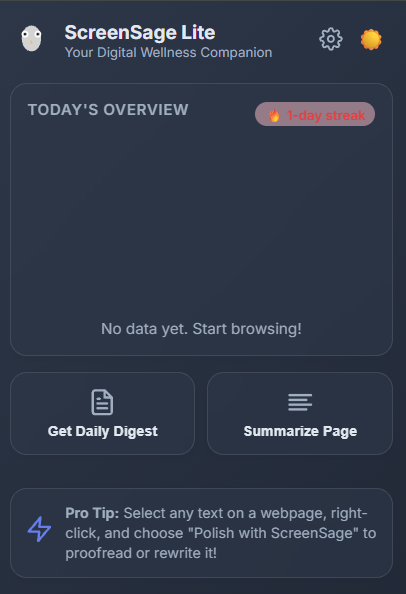 ScreenSage Lite
Your Digital Wellness Companion
TODAY'S OVERVIEW
1-day streak
No data yet. Start browsing!
Get Daily Digest
Summarize Page
Pro Tip: Select any text on a webpage, right-
click, and choose "Polish with ScreenSage" to
proofread or rewrite it!